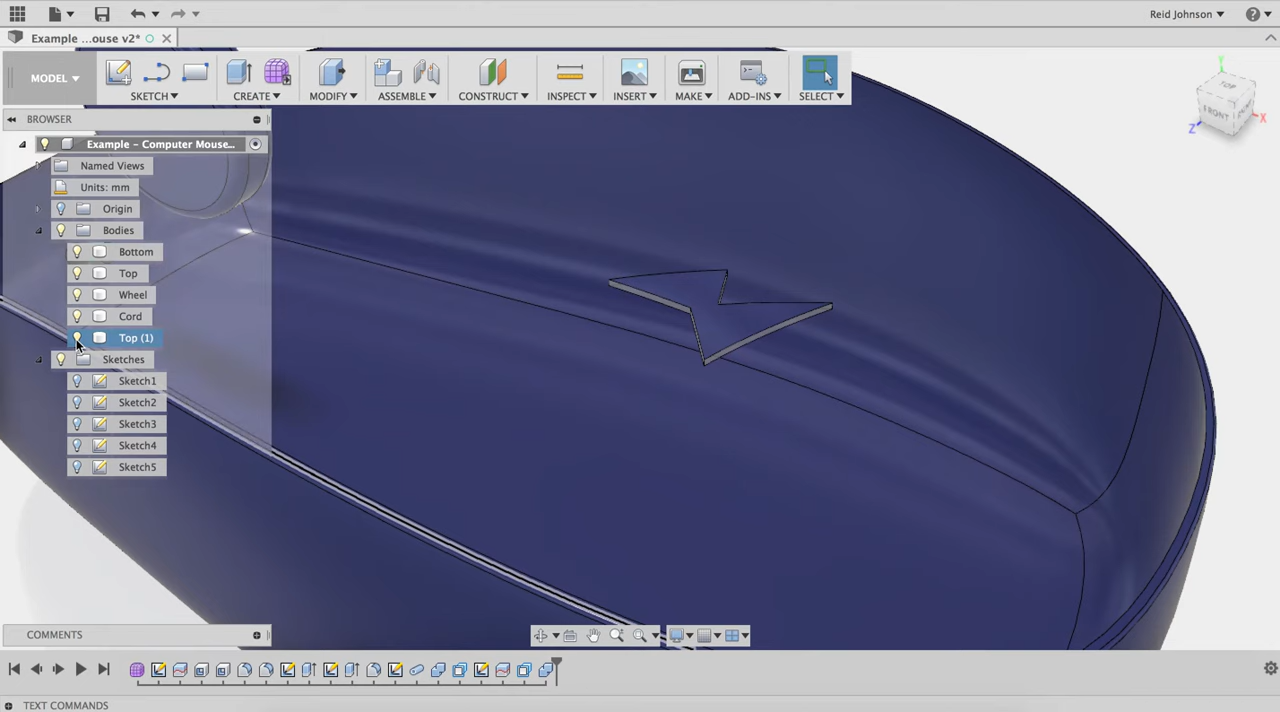 Reid Johnson
Example ...ouse v2*
MODEL
SKETCH
CREATE
MODIFY
ASSEMBLE
CONSTRUCT
INSPECT
INSERT
MAKE
ADD-INS
SELECT
BROWSER
Example - Computer Mouse...
Named Views
Units: mm
Origin
Bodies
Bottom
Top
Wheel
Cord
Top (1)
Sketches
Sketch1
Sketch2
Sketch3
Sketch4
Sketch5
Y
TOP
FRONT
X
Z
COMMENTS
TEXT COMMANDS